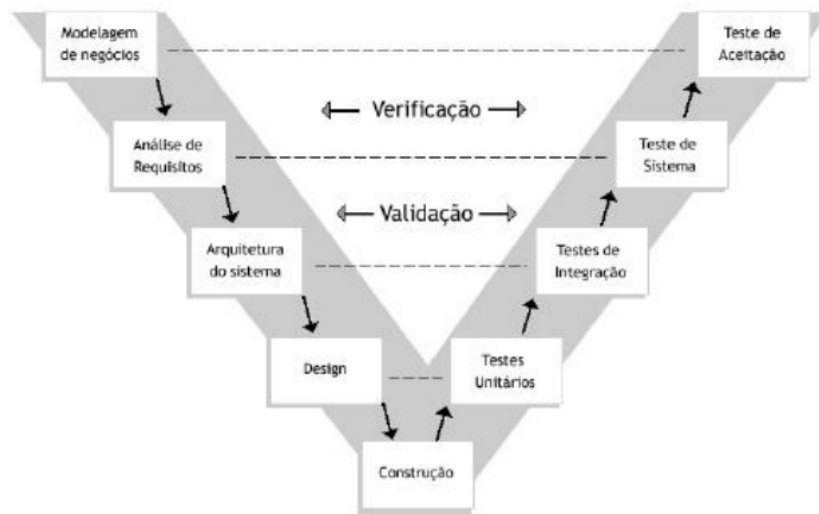 Modelagem
de negócios
Teste de
Aceitação
Verificação
Análise de
Requisitos
Teste de
Sistema
Validação
Arquitetura
do sistema
Testes de
Integração
Design
Testes
Unitários
Construção